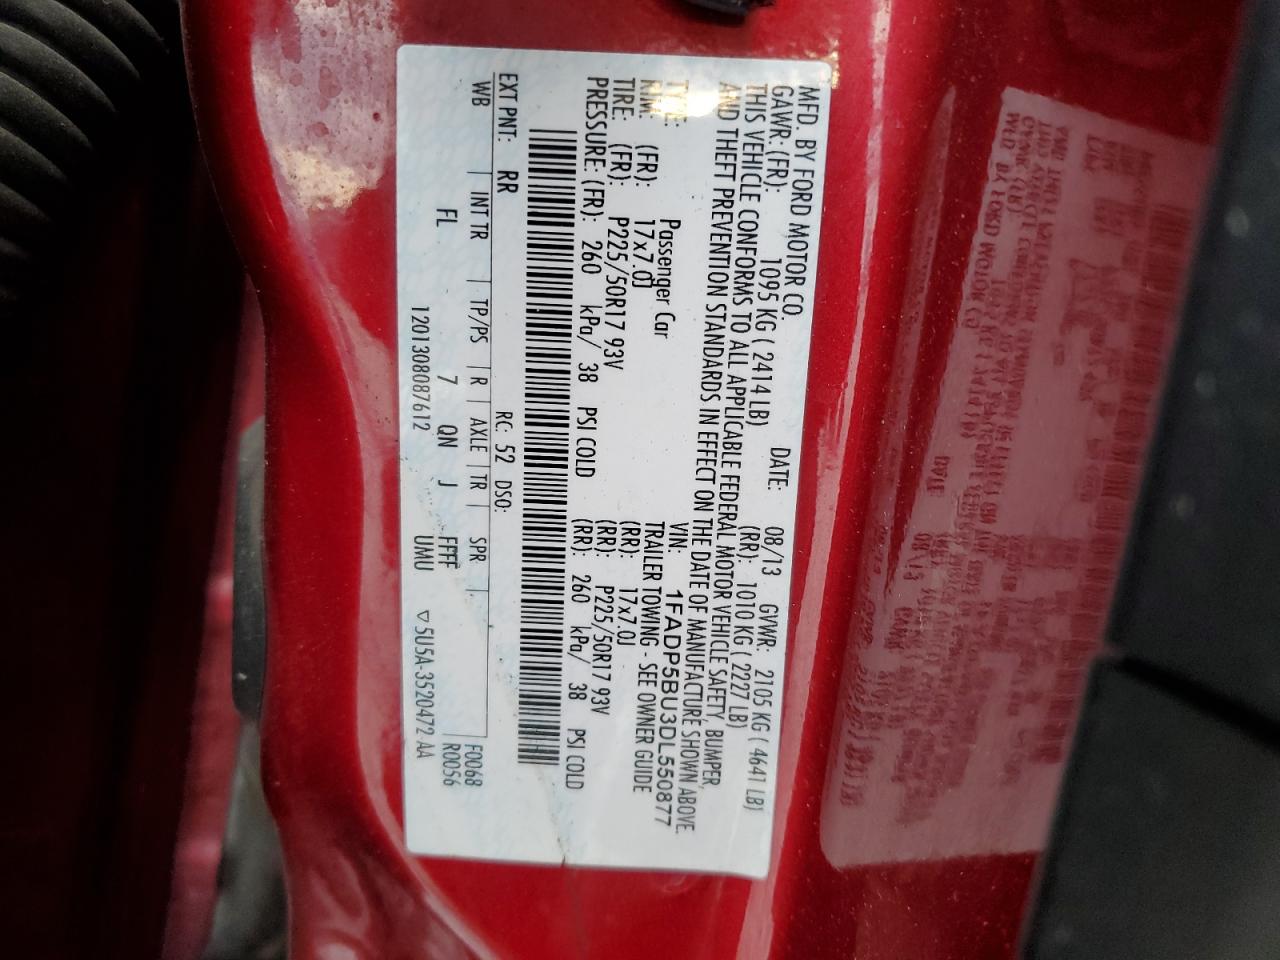 MFD. BY FORD MOTOR CO.
DATE: 08/13 GVWR: 2105 KG ( 4641 LB)
GAWR: (FR): 1095 KG ( 2414 LB) (RR): 1010 KG ( 2227 LB)
THIS VEHICLE CONFORMS TO ALL APPLICABLE FEDERAL MOTOR VEHICLE SAFETY, BUMPER,
AND THEFT PREVENTION STANDARDS IN EFFECT ON THE DATE OF MANUFACTURE SHOWN ABOVE.
VIN: 1FADP5BU3DL550877
TYPE: Passenger Car TRAILER TOWING - SEE OWNER GUIDE
RIM: (FR): 17x7.0J (RR): 17x7.0J
TIRE: (FR): P225/50R17 93V (RR): P225/50R17 93V
PRESSURE: (FR): 260 kPa/ 38 PSI COLD (RR): 260 kPa/ 38 PSI COLD
EXT PNT: RR RC: 52 DSO: F0068
WB INT TR TP/PS R AXLE TR SPR R0056
FL 7 QN J FFFF
1201308087612 UMU ▽5U5A-3520472-AA